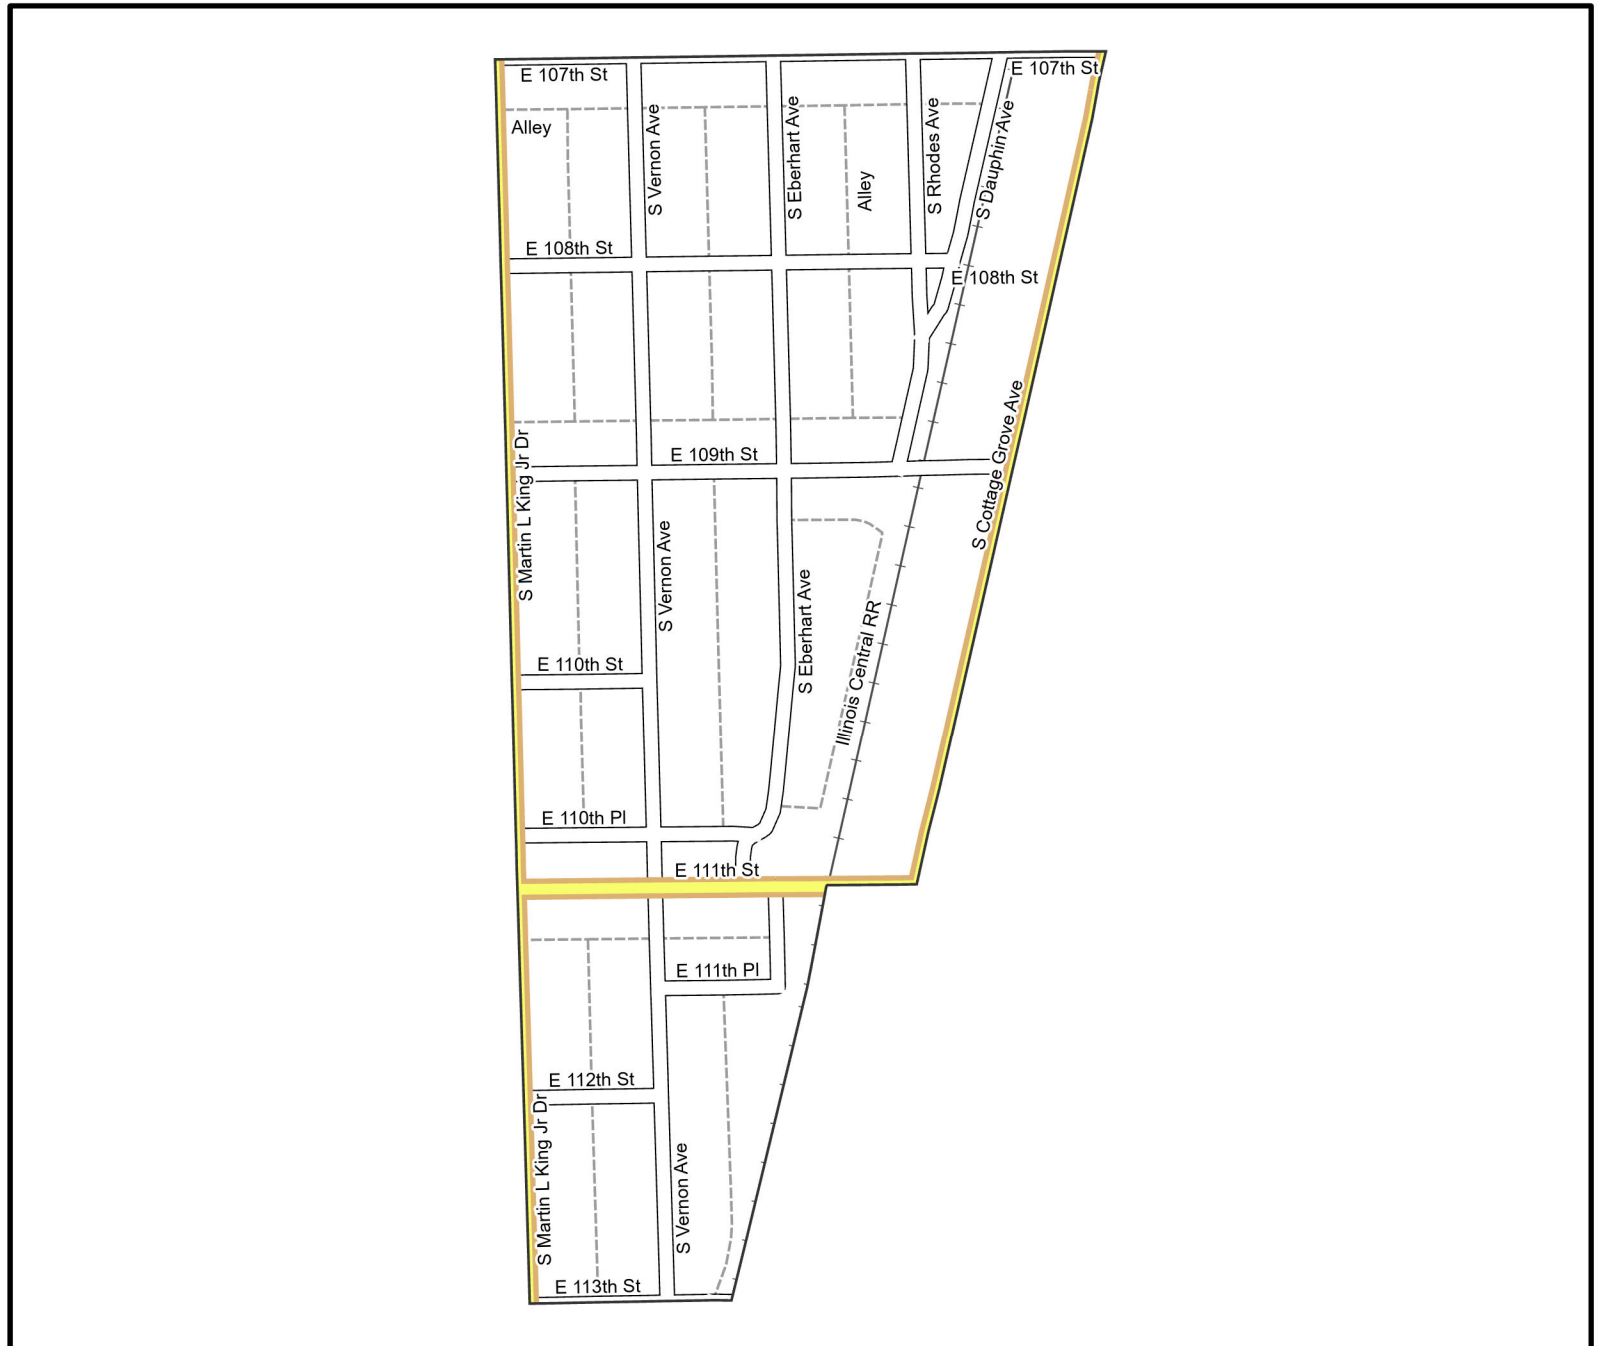 E 107th St
E 107th St
Alley
S Vernon Ave
S Eberhart Ave
Alley
S Rhodes Ave
S Dauphin Ave
E 108th St
E 108th St
S Martin L King Jr Dr
E 109th St
S Cottage Grove Ave
S Vernon Ave
S Eberhart Ave
Illinois Central RR
E 110th St
E 110th Pl
E 111th St
E 111th Pl
E 112th St
S Martin L King Jr Dr
S Vernon Ave
E 113th St